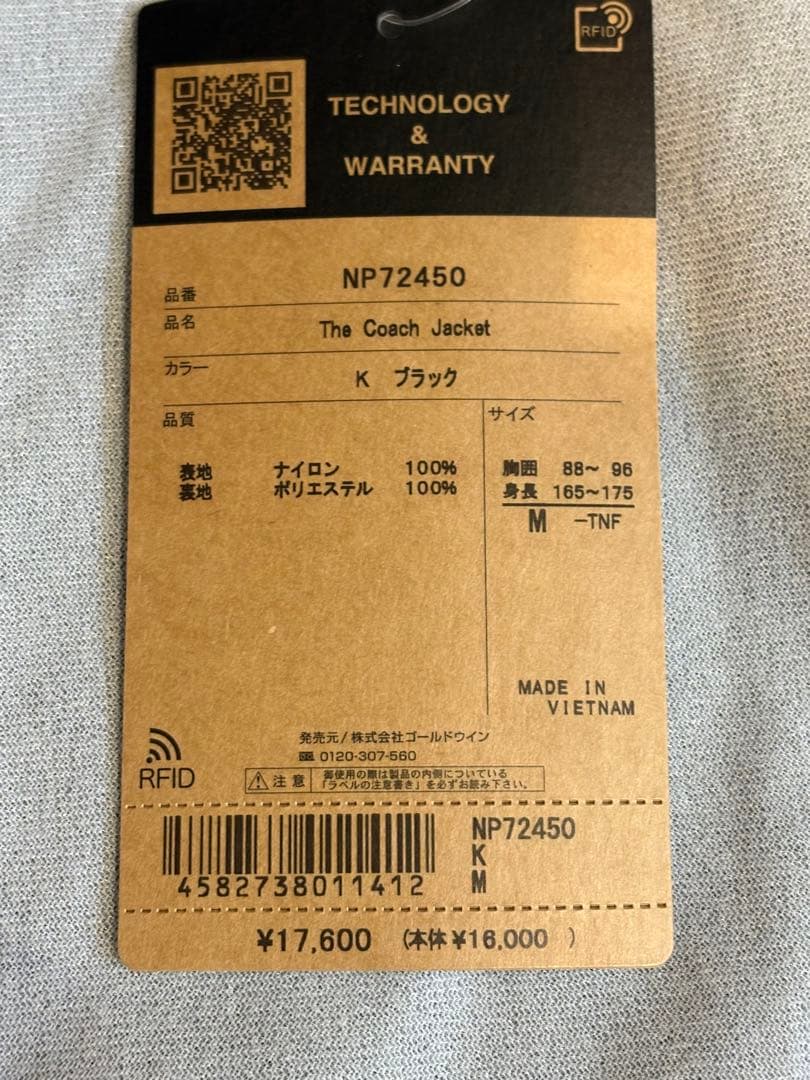 RFID
TECHNOLOGY
&
WARRANTY
品番 NP72450
品名 The Coach Jacket
カラー K ブラック
品質
サイズ
表地 ナイロン 100%
裏地 ポリエステル 100%
胸囲 88～ 96
身長 165～175
M -TNF
MADE IN
VIETNAM
発売元/株式会社ゴールドウイン
0120-307-560
RFID
注意
御使用の際は製品の内側についている
「ラベルの注意書き」を必ずお読み下さい。
4582738011412
NP72450
K
M
¥17,600 (本体¥16,000 )